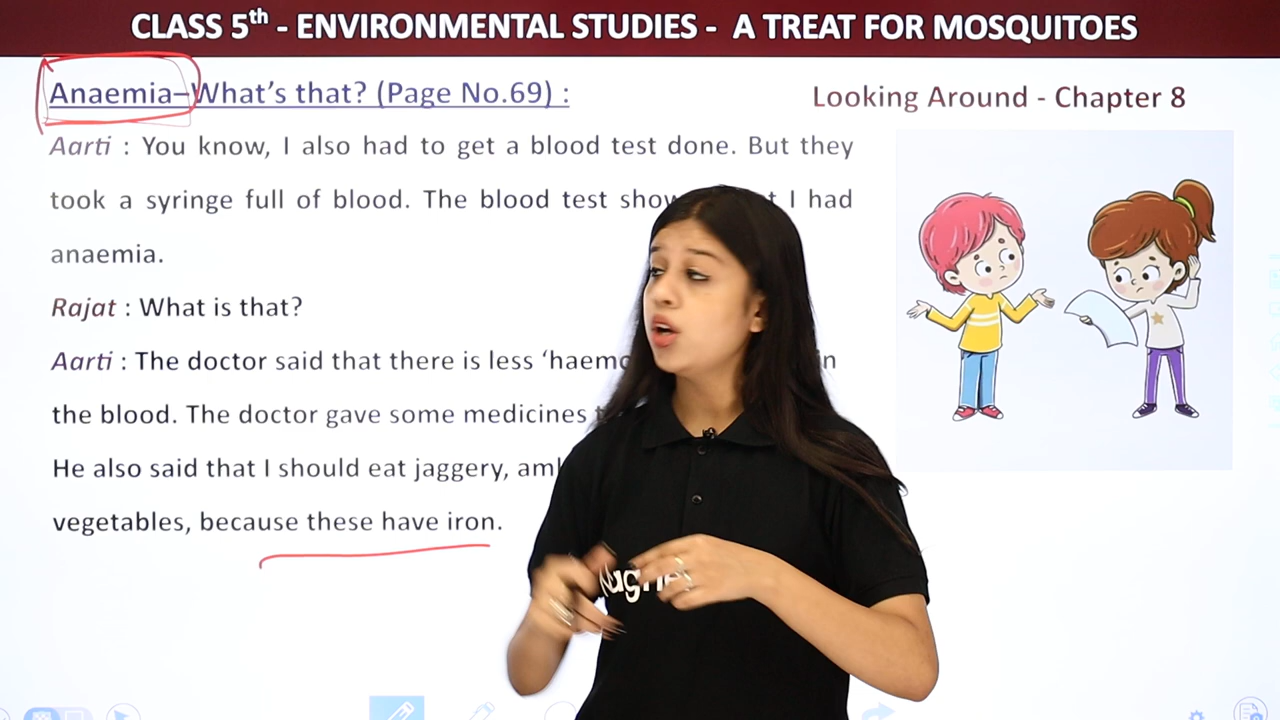 CLASS 5th - ENVIRONMENTAL STUDIES - A TREAT FOR MOSQUITOES
Anaemia–What's that? (Page No.69) :
Looking Around - Chapter 8
Aarti : You know, I also had to get a blood test done. But they
took a syringe full of blood. The blood test I had
anaemia.
Rajat : What is that?
Aarti : The doctor said that there is less in
the blood. The doctor gave some medicines
He also said that I should eat jaggery,
vegetables, because these have iron.